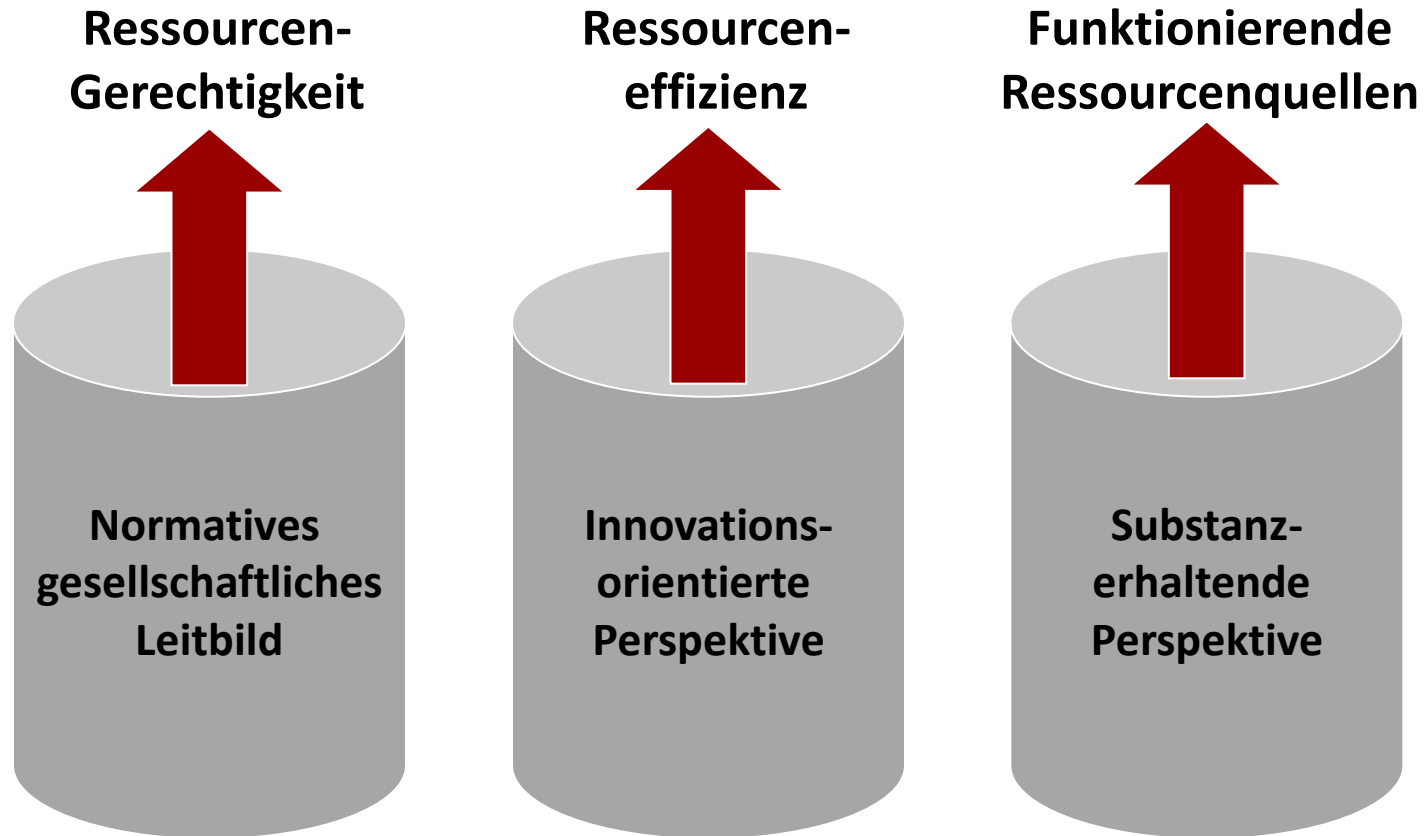 Ressourcen-
Gerechtigkeit
Ressourcen-
effizienz
Funktionierende
Ressourcenquellen
Normatives
gesellschaftliches
Leitbild
Innovations-
orientierte
Perspektive
Substanz-
erhaltende
Perspektive